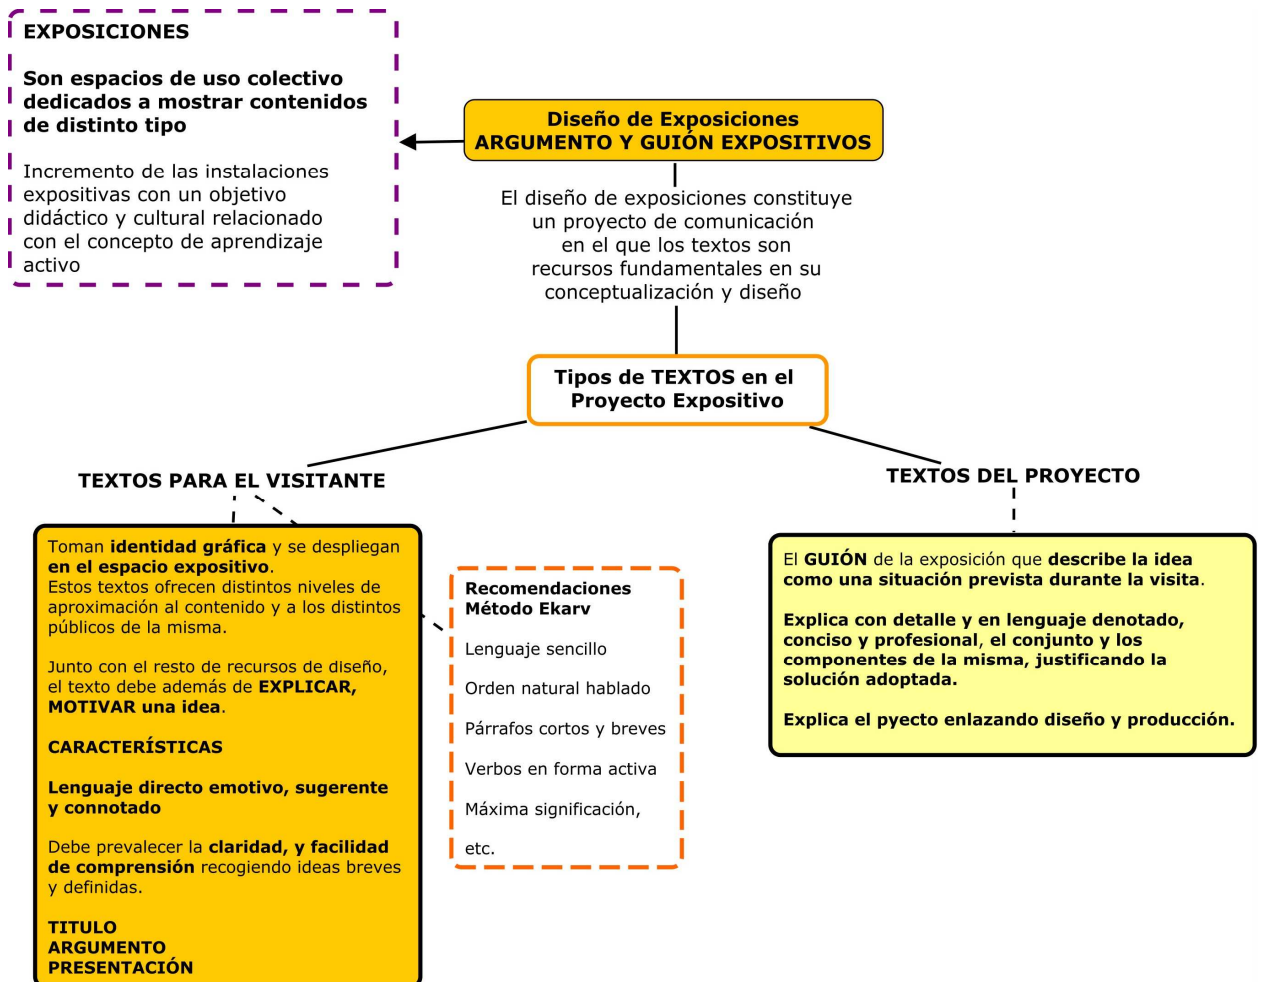 EXPOSICIONES
Son espacios de uso colectivo
dedicados a mostrar contenidos
de distinto tipo
Incremento de las instalaciones
expositivas con un objetivo
didáctico y cultural relacionado
con el concepto de aprendizaje
activo
Diseño de Exposiciones
ARGUMENTO Y GUIÓN EXPOSITIVOS
El diseño de exposiciones constituye
un proyecto de comunicación
en el que los textos son
recursos fundamentales en su
conceptualización y diseño
Tipos de TEXTOS en el
Proyecto Expositivo
TEXTOS PARA EL VISITANTE
Toman identidad gráfica y se despliegan
en el espacio expositivo.
Estos textos ofrecen distintos niveles de
aproximación al contenido y a los distintos
públicos de la misma.
Junto con el resto de recursos de diseño,
el texto debe además de EXPLICAR,
MOTIVAR una idea.
CARACTERÍSTICAS
Lenguaje directo emotivo, sugerente
y connotado
Debe prevalecer la claridad, y facilidad
de comprensión recogiendo ideas breves
y definidas.
TITULO
ARGUMENTO
PRESENTACIÓN
Recomendaciones
Método Ekarv
Lenguaje sencillo
Orden natural hablado
Párrafos cortos y breves
Verbos en forma activa
Máxima significación,
etc.
TEXTOS DEL PROYECTO
El GUIÓN de la exposición que describe la idea
como una situación prevista durante la visita.
Explica con detalle y en lenguaje denotado,
conciso y profesional, el conjunto y los
componentes de la misma, justificando la
solución adoptada.
Explica el pyecto enlazando diseño y producción.